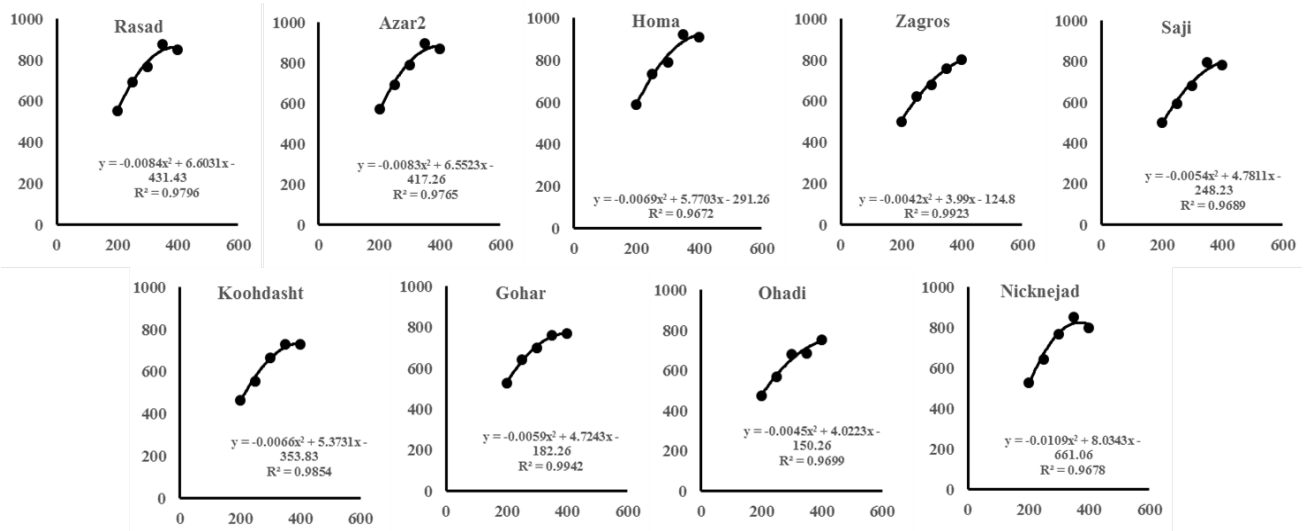 Rasad
1000
800
600
400
200
0
y = -0.0084x² + 6.6031x -
431.43
R² = 0.9796
0 200 400 600
Azar2
1000
800
600
400
200
0
y = -0.0083x² + 6.5523x -
417.26
R² = 0.9765
0 200 400 600
Homa
1000
800
600
400
200
0
y = -0.0069x² + 5.7703x - 291.26
R² = 0.9672
0 200 400 600
Zagros
1000
800
600
400
200
0
y = -0.0042x² + 3.99x - 124.8
R² = 0.9923
0 200 400 600
Saji
1000
800
600
400
200
0
y = -0.0054x² + 4.7811x -
248.23
R² = 0.9689
0 200 400 600
Koohdasht
1000
800
600
400
200
0
y = -0.0066x² + 5.3731x -
353.83
R² = 0.9854
0 200 400 600
Gohar
1000
800
600
400
200
0
y = -0.0059x² + 4.7243x -
182.26
R² = 0.9942
0 200 400 600
Ohadi
1000
800
600
400
200
0
y = -0.0045x² + 4.0223x -
150.26
R² = 0.9699
0 200 400 600
Nicknejad
1000
800
600
400
200
0
y = -0.0109x² + 8.0343x -
661.06
R² = 0.9678
0 200 400 600